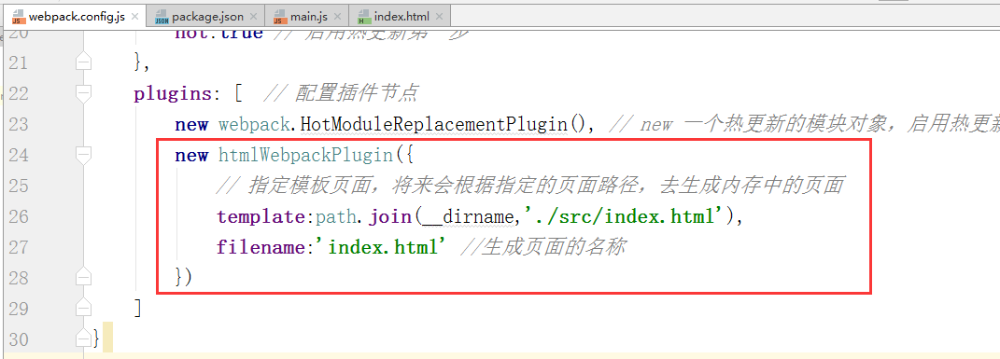 webpack.config.js package.json main.js index.html
20 hot:true // 启用热更新第一步
21 },
22 plugins: [ // 配置插件节点
23 new webpack.HotModuleReplacementPlugin(), // new 一个热更新的模块对象，启用热更新
24 new htmlWebpackPlugin({
25 // 指定模板页面，将来会根据指定的页面路径，去生成内存中的页面
26 template:path.join(__dirname,'./src/index.html'),
27 filename:'index.html' //生成页面的名称
28 })
29 ]
30 }